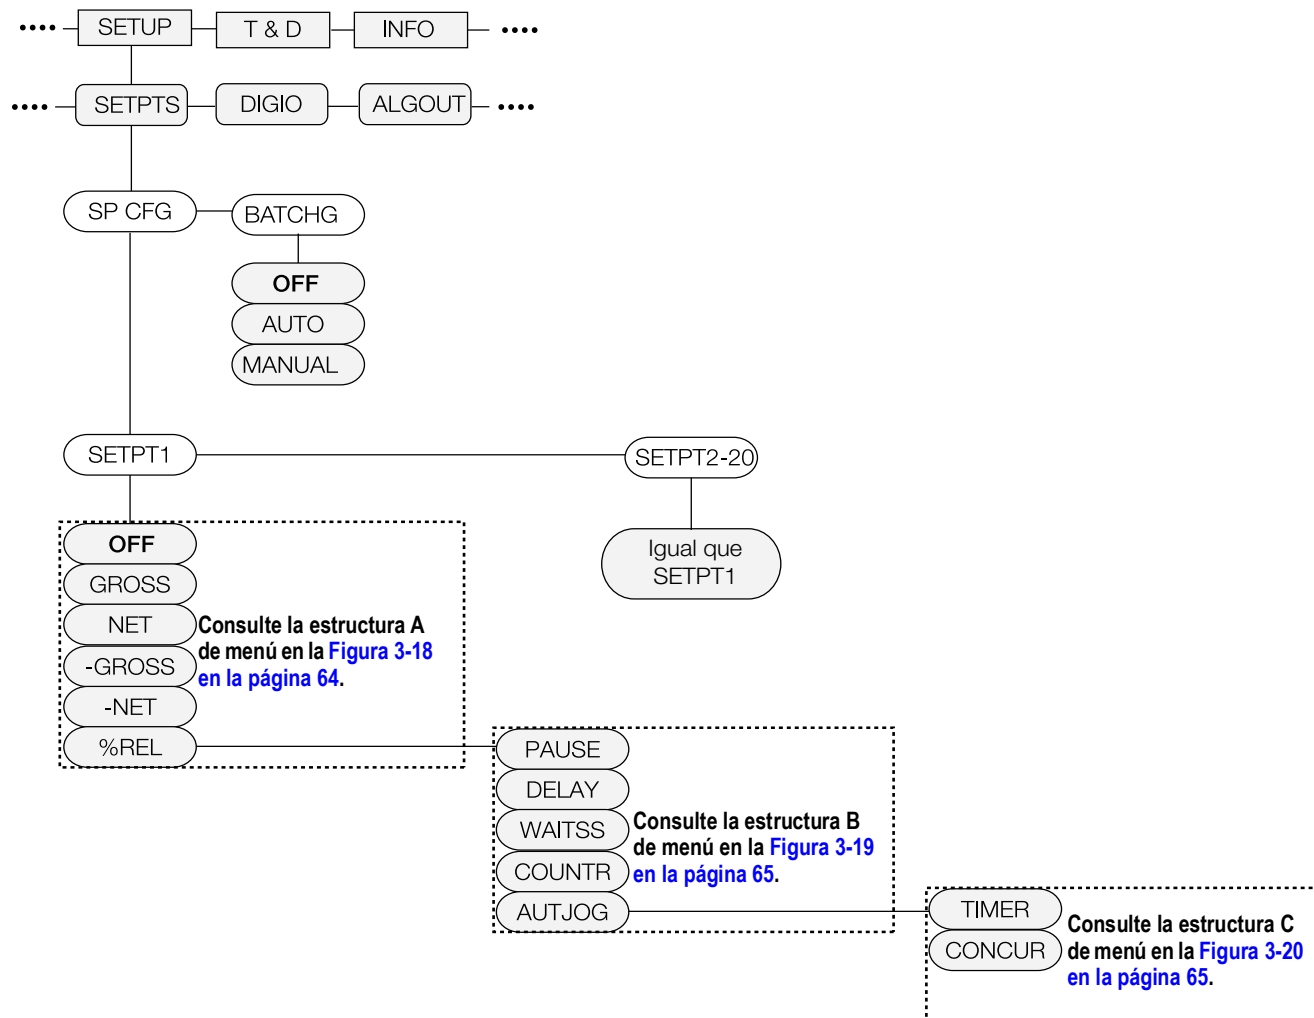 •••• SETUP T & D INFO ••••
•••• SETPTS DIGIO ALGOUT ••••
SP CFG BATCHG
OFF
AUTO
MANUAL
SETPT1 SETPT2-20
Igual que
SETPT1
OFF
GROSS
NET
-GROSS
-NET
%REL
Consulte la estructura A
de menú en la Figura 3-18
en la página 64.
PAUSE
DELAY
WAITSS
COUNTR
AUTJOG
Consulte la estructura B
de menú en la Figura 3-19
en la página 65.
TIMER
CONCUR
Consulte la estructura C
de menú en la Figura 3-20
en la página 65.